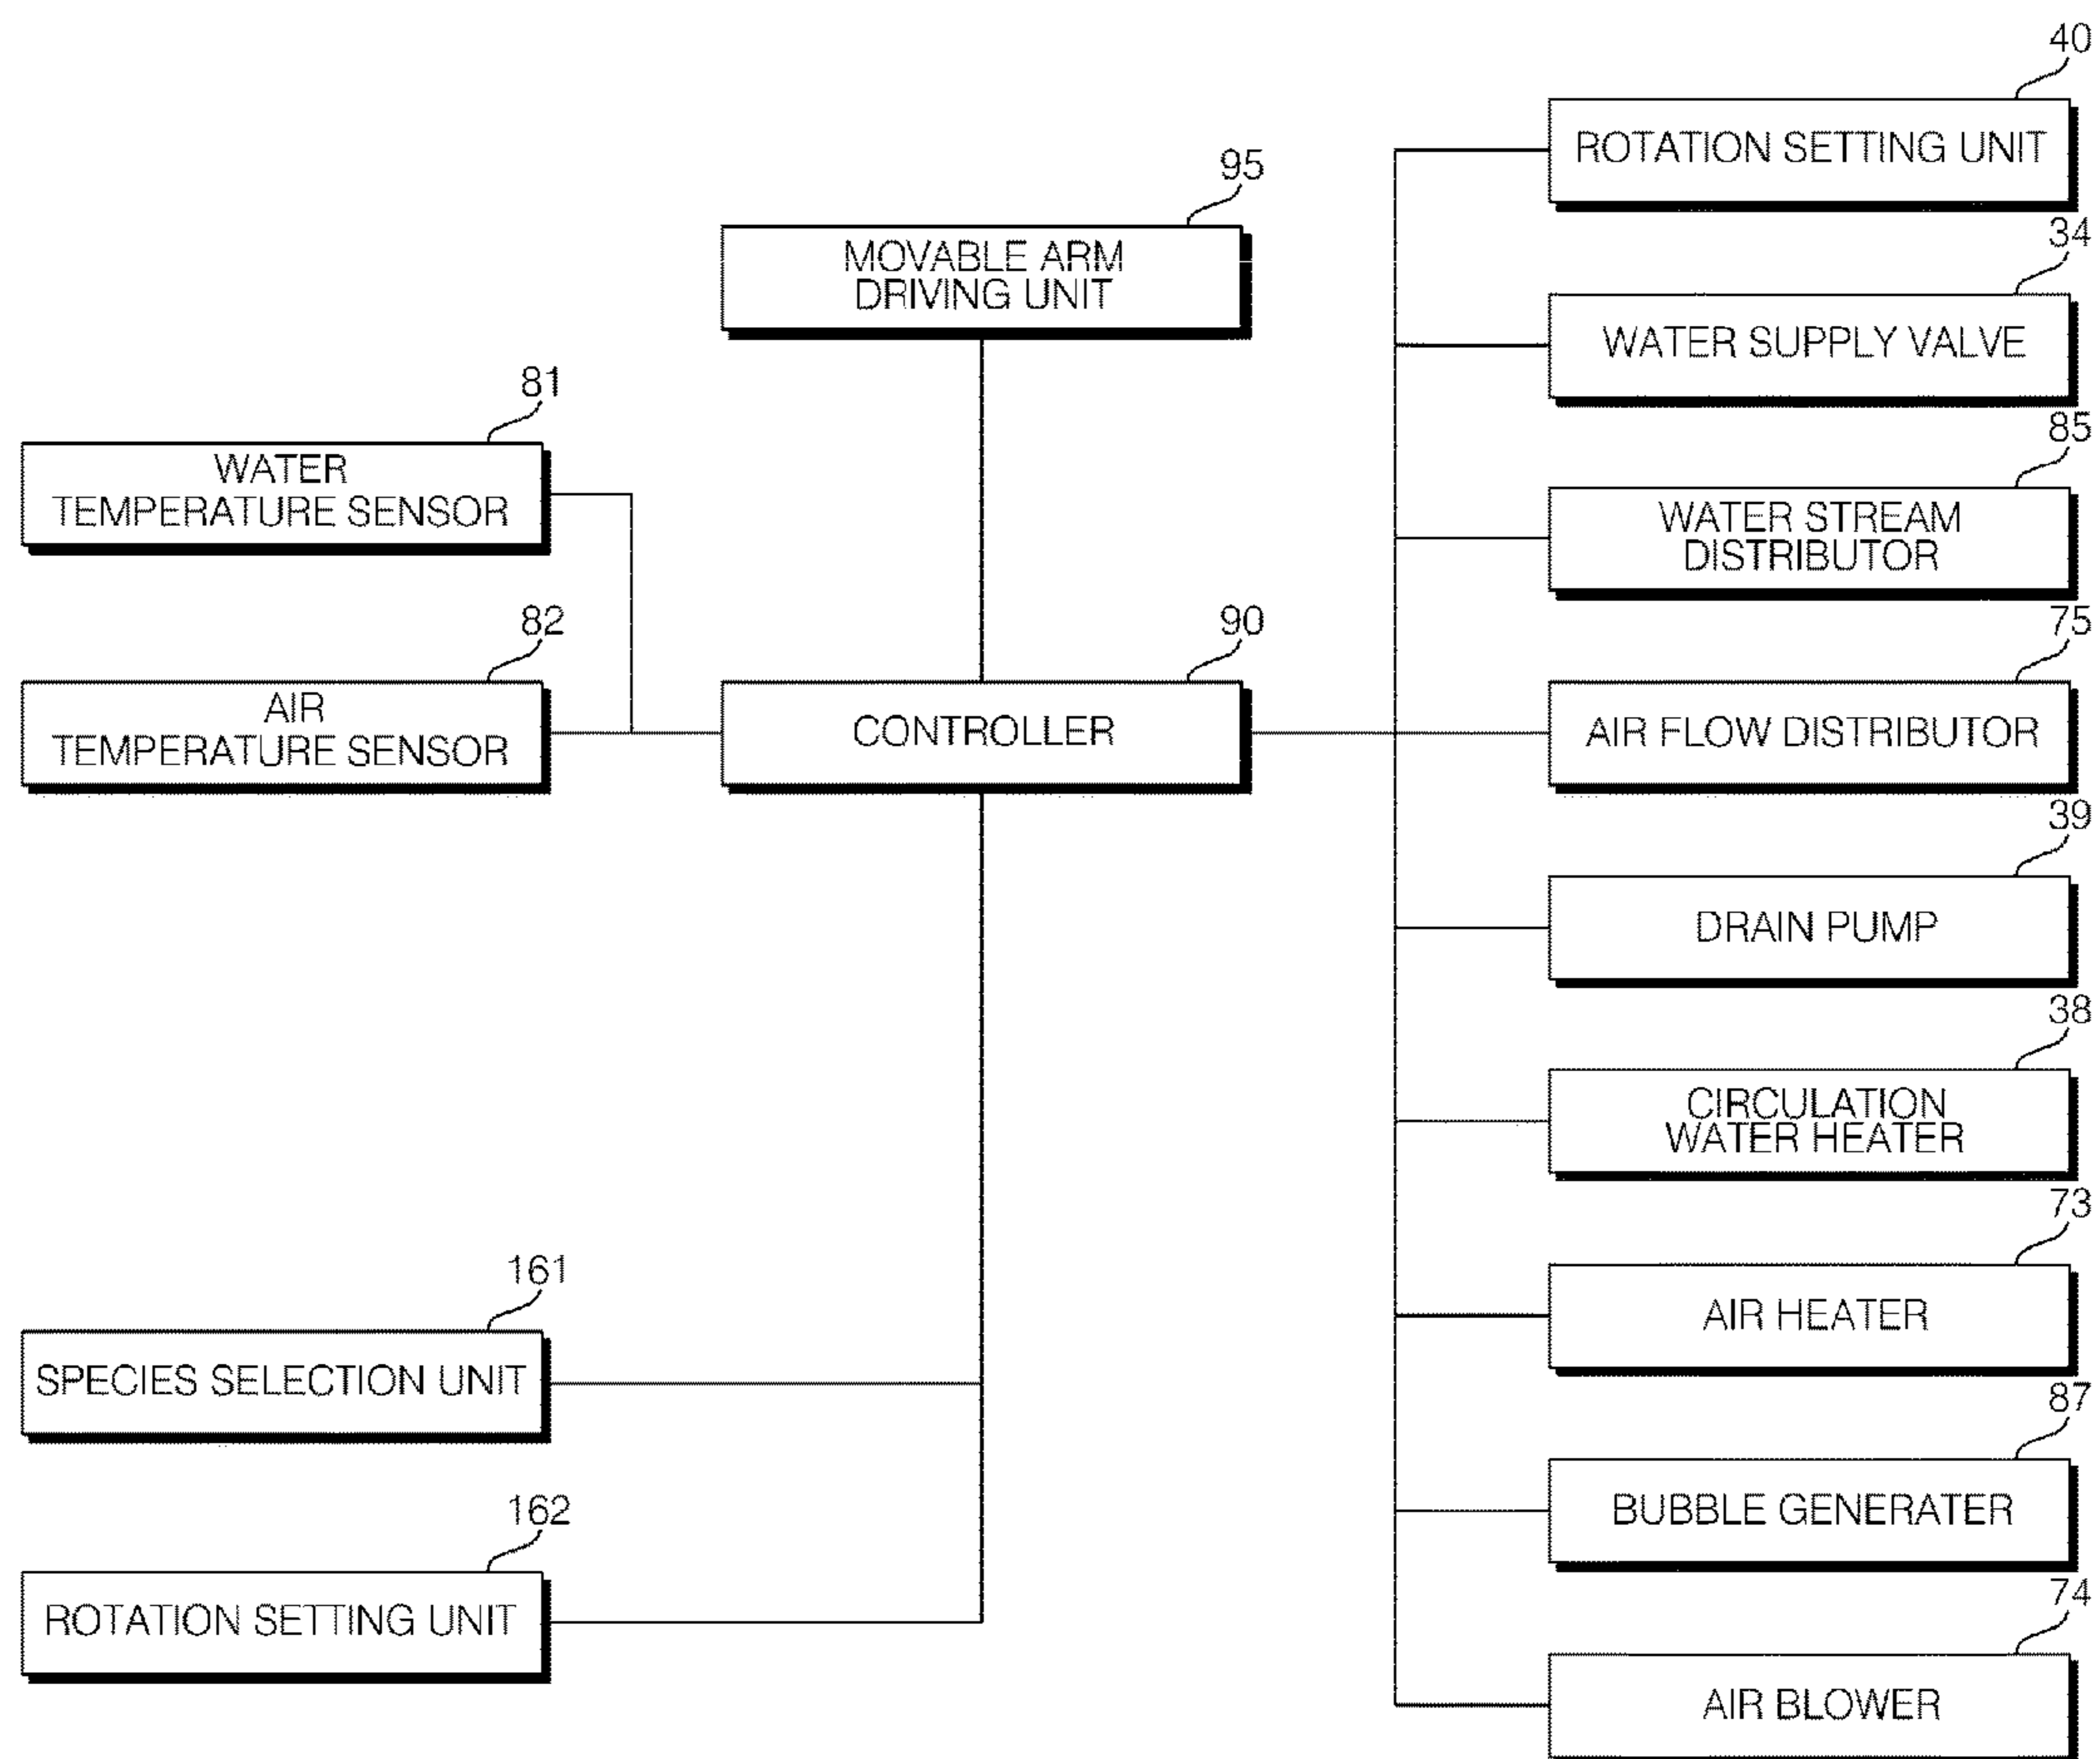 40
ROTATION SETTING UNIT
95
MOVABLE ARM
DRIVING UNIT
34
WATER SUPPLY VALVE
81
WATER
TEMPERATURE SENSOR
85
WATER STREAM
DISTRIBUTOR
82
AIR
TEMPERATURE SENSOR
90
CONTROLLER
75
AIR FLOW DISTRIBUTOR
39
DRAIN PUMP
38
CIRCULATION
WATER HEATER
73
AIR HEATER
161
SPECIES SELECTION UNIT
87
BUBBLE GENERATER
162
ROTATION SETTING UNIT
74
AIR BLOWER